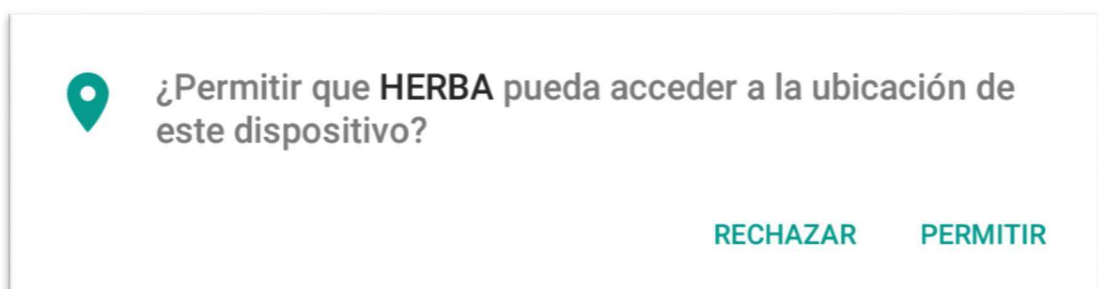 ¿Permitir que HERBA pueda acceder a la ubicación de
este dispositivo?
RECHAZAR PERMITIR